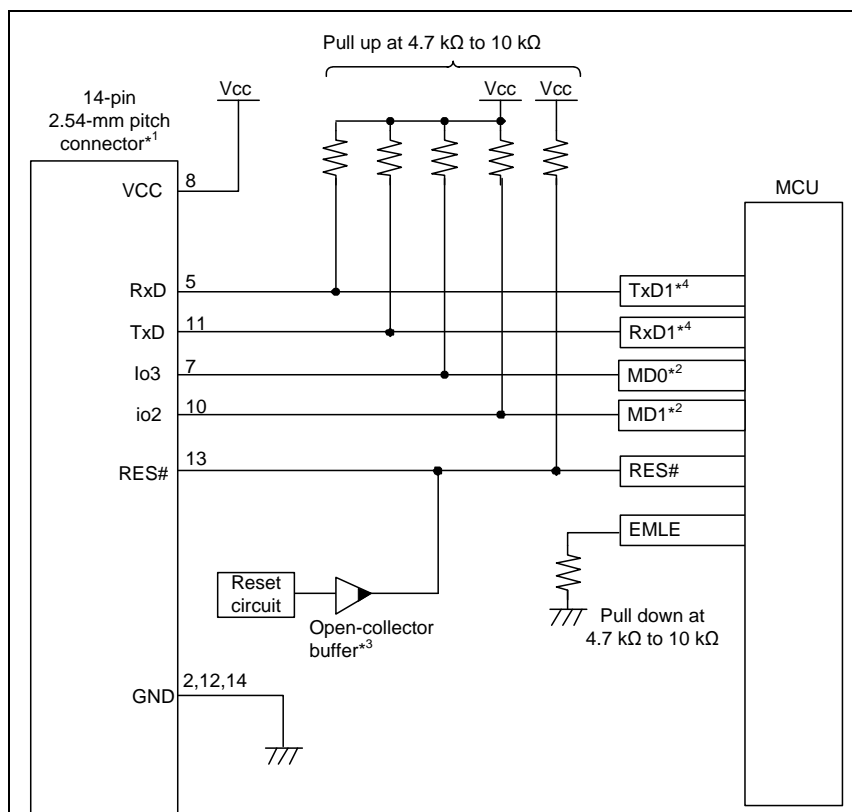 Pull up at 4.7 kΩ to 10 kΩ
14-pin
2.54-mm pitch
connector*1
Vcc
Vcc
Vcc
VCC
8
MCU
RxD
5
TxD1*4
TxD
11
RxD1*4
Io3
7
MD0*2
io2
10
MD1*2
RES#
13
RES#
EMLE
Reset
circuit
Open-collector
buffer*3
Pull down at
4.7 kΩ to 10 kΩ
GND
2,12,14